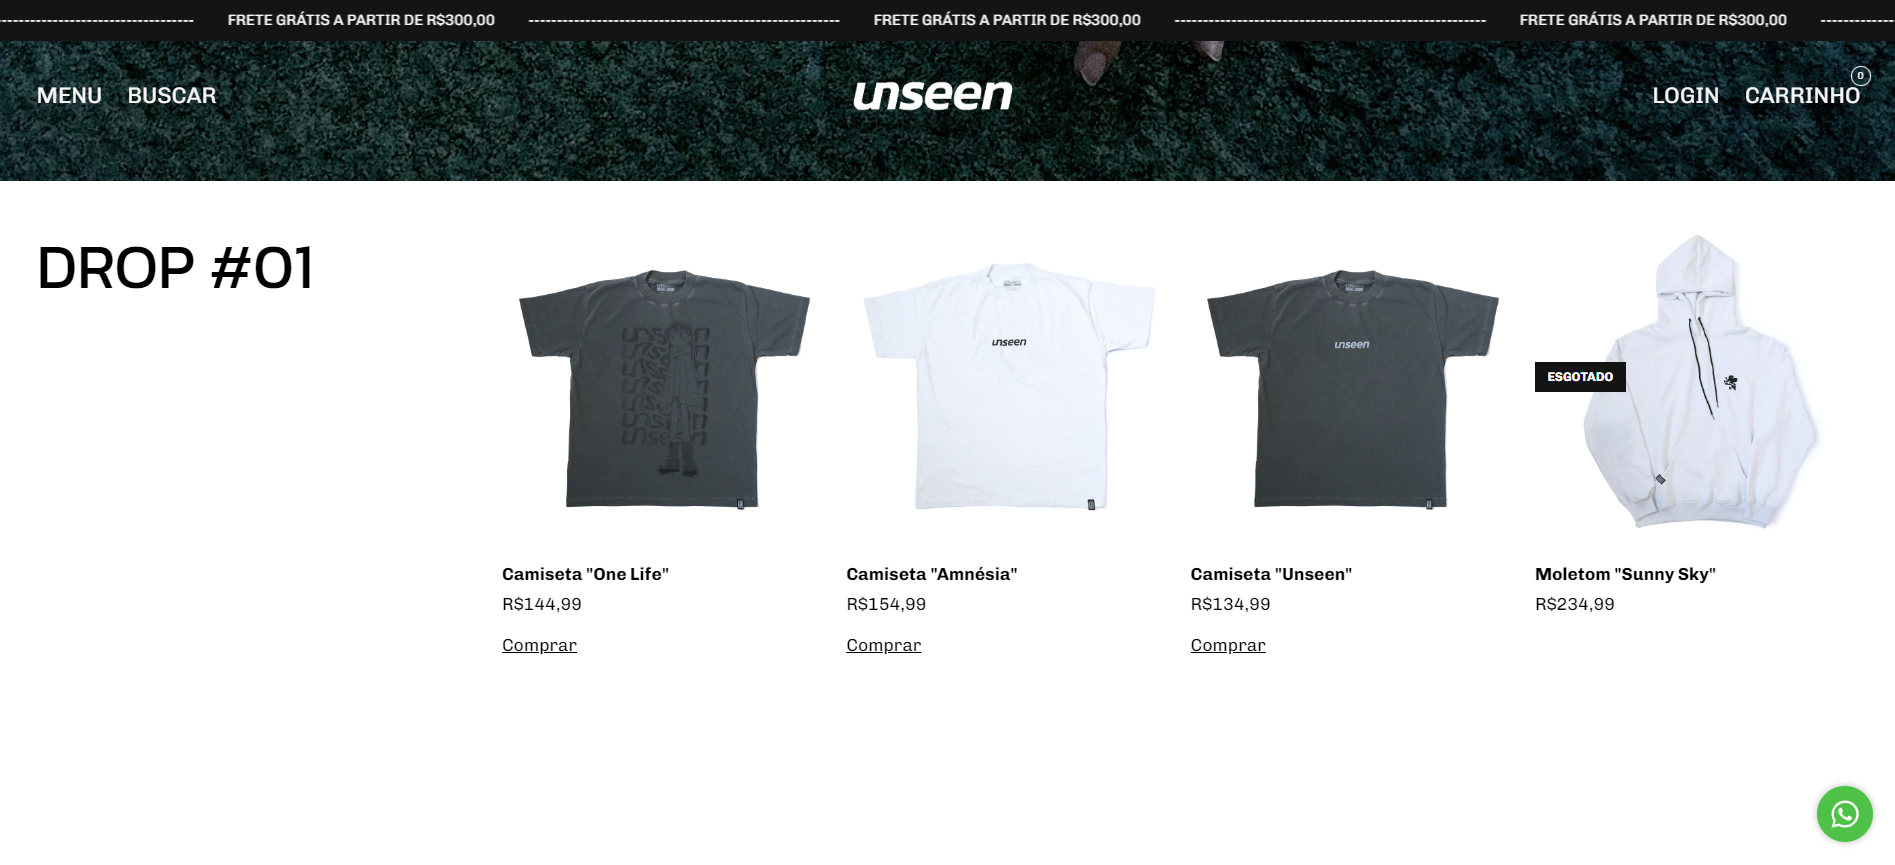 FRETE GRÁTIS A PARTIR DE R$300,00 ------------------------------------------------------- FRETE GRÁTIS A PARTIR DE R$300,00 ------------------------------------------------------- FRETE GRÁTIS A PARTIR DE R$300,00
MENU BUSCAR unseen LOGIN CARRINHO 0
DROP #01
unseen
unseen
unseen
ESGOTADO
Camiseta "One Life" Camiseta "Amnésia" Camiseta "Unseen" Moletom "Sunny Sky"
R$144,99 R$154,99 R$134,99 R$234,99
Comprar Comprar Comprar